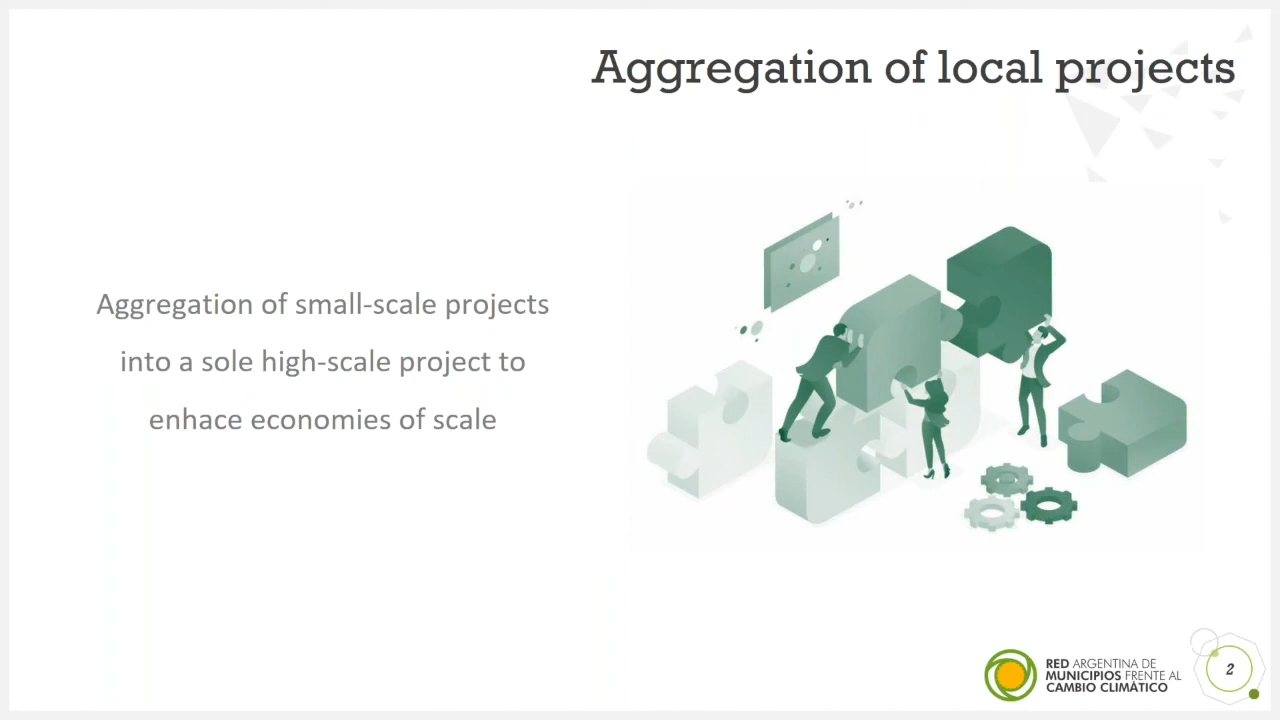 Aggregation of local projects
Aggregation of small-scale projects
into a sole high-scale project to
enhace economies of scale
RED ARGENTINA DE
MUNICIPIOS FRENTE AL
CAMBIO CLIMÁTICO
2